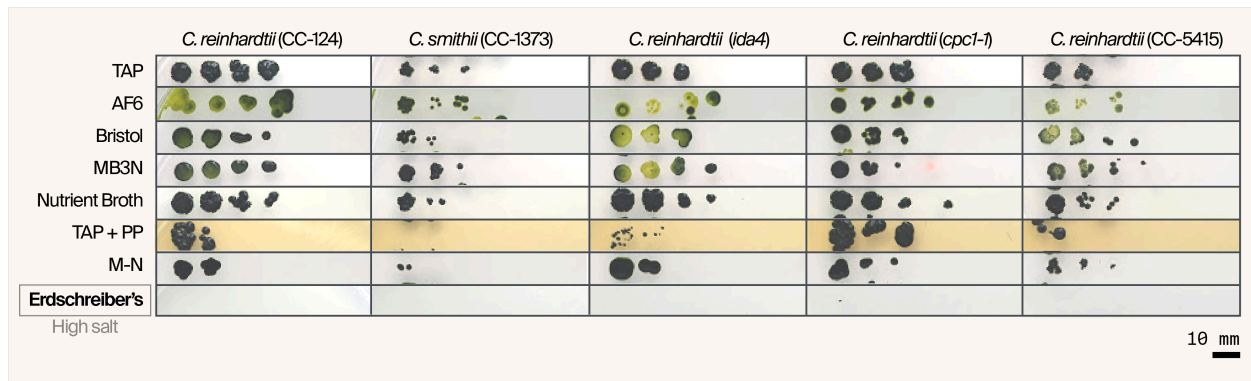 C. reinhardtii (CC-124) C. smithii (CC-1373) C. reinhardtii (ida4) C. reinhardtii (cpc1-1) C. reinhardtii (CC-5415)
TAP
AF6
Bristol
MB3N
Nutrient Broth
TAP + PP
M-N
Erdschreiber's
High salt
10 mm